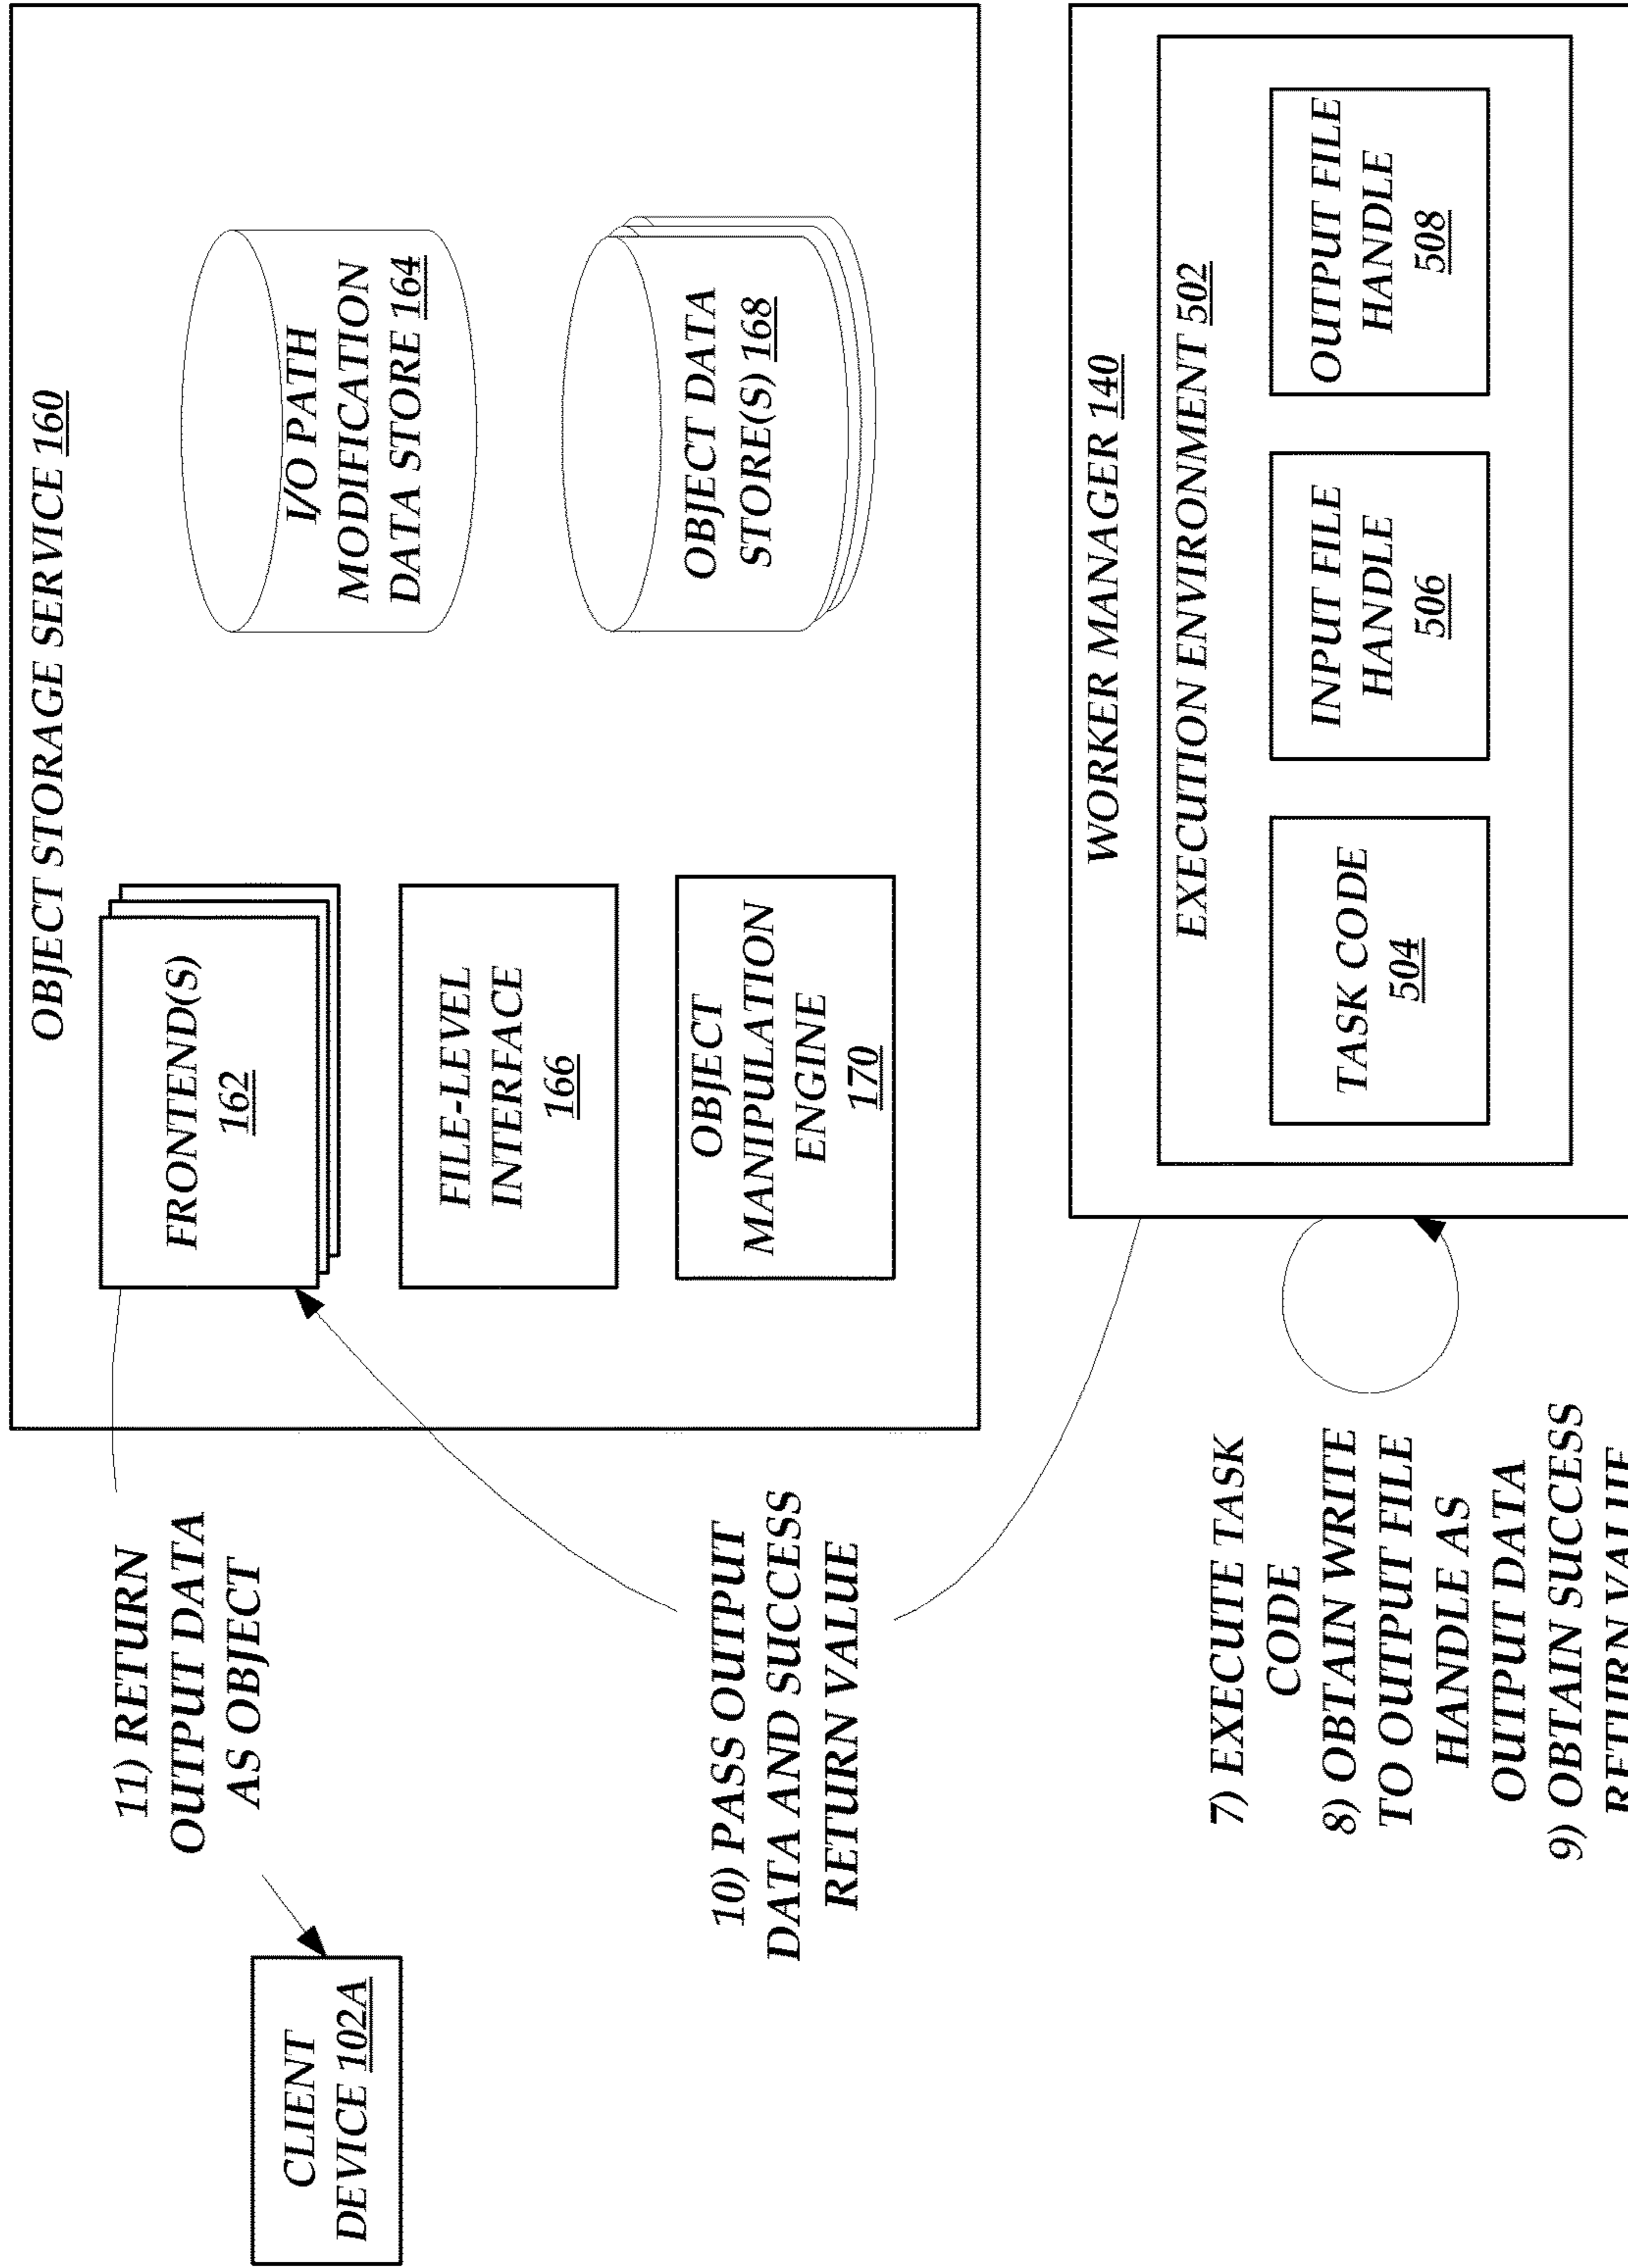 OBJECT STORAGE SERVICE 160
FRONTEND(S)
162
FILE-LEVEL
INTERFACE
166
OBJECT
MANIPULATION
ENGINE
170
I/O PATH
MODIFICATION
DATA STORE 164
OBJECT DATA
STORE(S) 168
11) RETURN
OUTPUT DATA
AS OBJECT
CLIENT
DEVICE 102A
10) PASS OUTPUT
DATA AND SUCCESS
RETURN VALUE
WORKER MANAGER 140
EXECUTION ENVIRONMENT 502
TASK CODE
504
INPUT FILE
HANDLE
506
OUTPUT FILE
HANDLE
508
7) EXECUTE TASK
CODE
8) OBTAIN WRITE
TO OUTPUT FILE
HANDLE AS
OUTPUT DATA
9) OBTAIN SUCCESS
RETURN VALUE